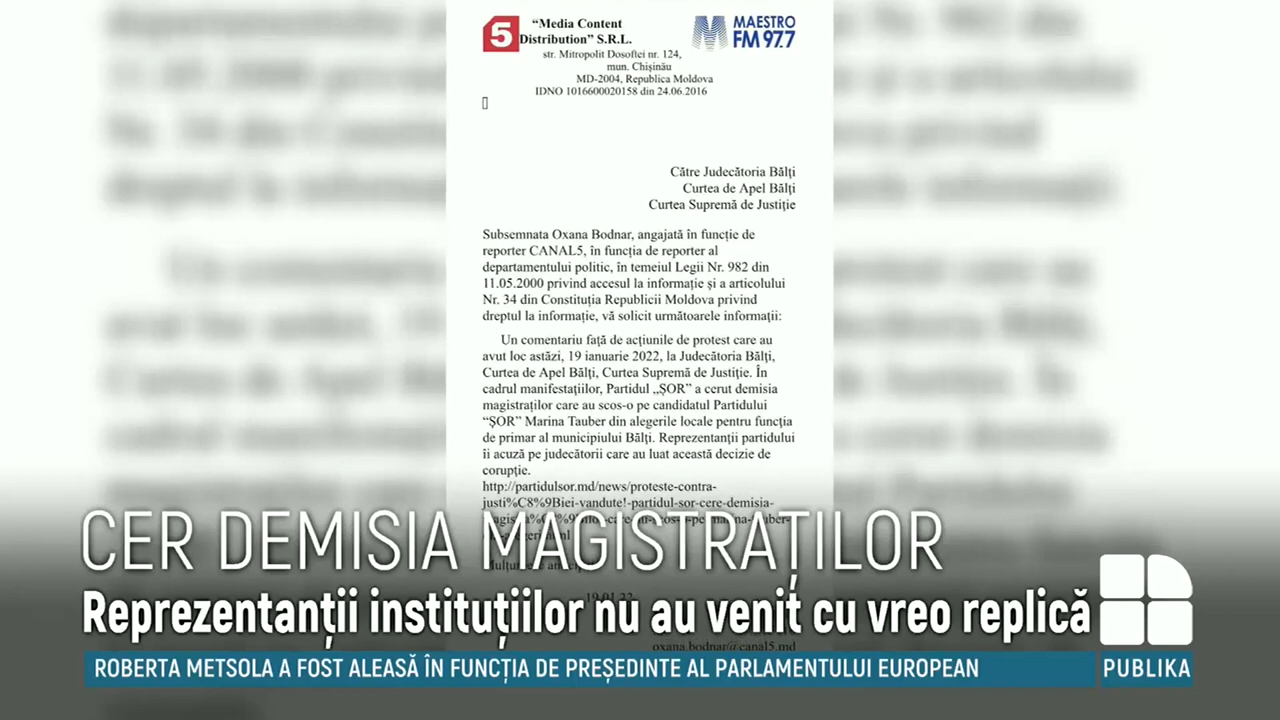 5
"Media Content
Distribution" S.R.L.
MAESTRO
FM 97.7
str. Mitropolit Dosoftei nr. 124,
mun. Chișinău
MD-2004, Republica Moldova
IDNO 1016600020158 din 24.06.2016
Către Judecătoria Bălți
Curtea de Apel Bălți
Curtea Supremă de Justiție
Subsemnata Oxana Bodnar, angajată în funcție de
reporter CANAL5, în funcția de reporter al
departamentului politic, în temeiul Legii Nr. 982 din
11.05.2000 privind accesul la informație și a articolului
Nr. 34 din Constituția Republicii Moldova privind
dreptul la informație, vă solicit următoarele informații:
Un comentariu față de acțiunile de protest care au
avut loc astăzi, 19 ianuarie 2022, la Judecătoria Bălți,
Curtea de Apel Bălți, Curtea Supremă de Justiție. În
cadrul manifestațiilor, Partidul „ȘOR” a cerut demisia
magistraților care au scos-o pe candidatul Partidului
“ȘOR” Marina Tauber din alegerile locale pentru funcția
de primar al municipiului Bălți. Reprezentanții partidului
îi acuză pe judecătorii care au luat această decizie de
corupție.
http://partidulsor.md/news/proteste-contra-
justi%C8%9Biei-vandute!-partidul-sor-cere-demisia-
CER DEMISIA MAGISTRAȚILOR
Reprezentanții instituțiilor nu au venit cu vreo replică
oxana.bodnar@canal5.md
ROBERTA METSOLA A FOST ALEASĂ ÎN FUNCȚIA DE PREȘEDINTE AL PARLAMENTULUI EUROPEAN
PUBLIKA